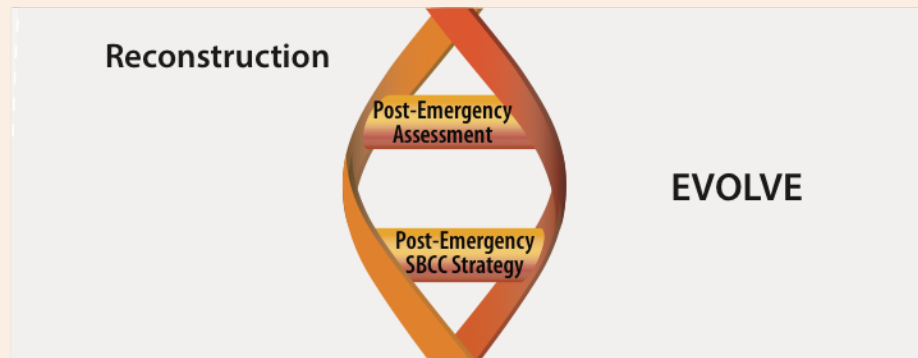 Reconstruction
Post-Emergency
Assessment
EVOLVE
Post-Emergency
SBCC Strategy